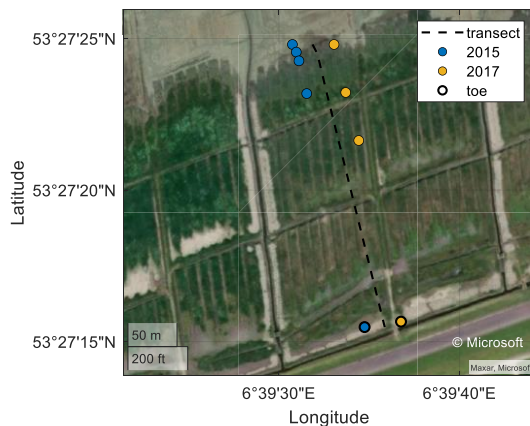 transect
2015
2017
toe
53°27'25"N
53°27'20"N
53°27'15"N
Latitude
50 m
200 ft
© Microsoft
Maxar, Microsoft
6°39'30"E
6°39'40"E
Longitude